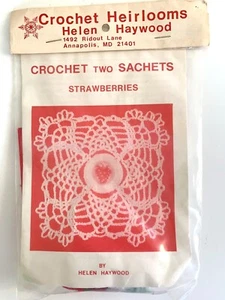 Crochet Heirlooms
Helen Haywood
1492 Ridout Lane
Annapolis, MD 21401
CROCHET TWO SACHETS
STRAWBERRIES
BY
HELEN HAYWOOD